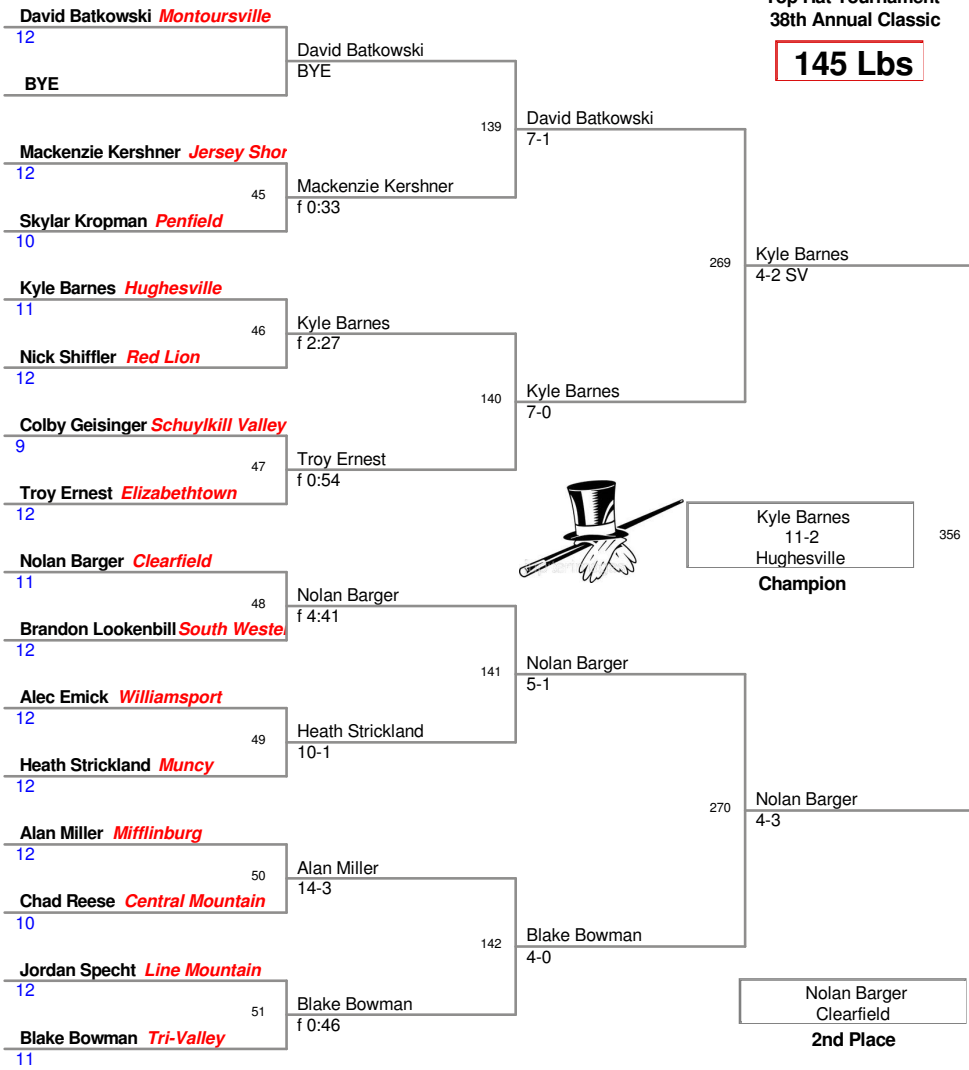 Top Hat Tournament
38th Annual Classic
145 Lbs
David Batkowski Montoursville
12
BYE
Mackenzie Kershner Jersey Shor
12
45
Skylar Kropman Penfield
10
Kyle Barnes Hughesville
11
46
Nick Shiffler Red Lion
12
Colby Geisinger Schuylkill Valley
9
47
Troy Ernest Elizabethtown
12
Nolan Barger Clearfield
11
48
Brandon Lookenbill South Weste
12
Alec Emick Williamsport
12
49
Heath Strickland Muncy
12
Alan Miller Mifflinburg
12
50
Chad Reese Central Mountain
10
Jordan Specht Line Mountain
12
51
Blake Bowman Tri-Valley
11
David Batkowski
BYE
139
Mackenzie Kershner
f 0:33
Kyle Barnes
f 2:27
140
Troy Ernest
f 0:54
Nolan Barger
f 4:41
141
Heath Strickland
10-1
Alan Miller
14-3
142
Blake Bowman
f 0:46
David Batkowski
7-1
269
Kyle Barnes
7-0
Nolan Barger
5-1
270
Blake Bowman
4-0
Kyle Barnes
4-2 SV
Kyle Barnes
11-2
Hughesville
356
Champion
Nolan Barger
4-3
Nolan Barger
Clearfield
2nd Place